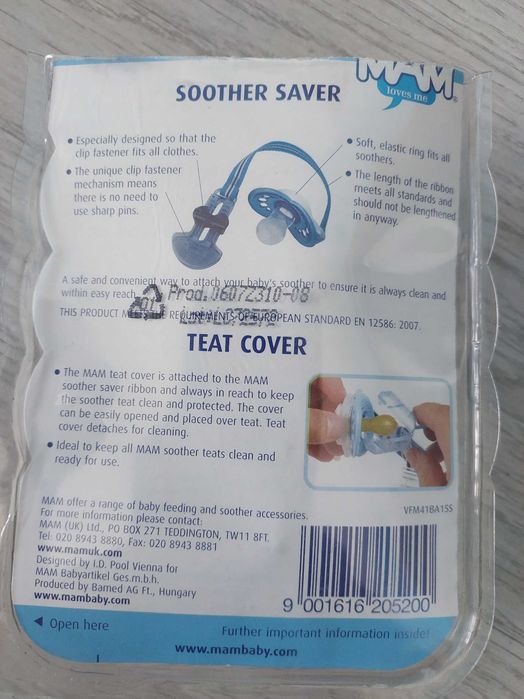 MAM
loves me
SOOTHER SAVER
• Especially designed so that the
clip fastener fits all clothes.
• The unique clip fastener
mechanism means
there is no need to
use sharp pins.
• Soft, elastic ring fits all
soothers.
• The length of the ribbon
meets all standards and
should not be lengthened
in anyway.
A safe and convenient way to attach your baby's soother to ensure it is always clean and
within easy reach.
Prod. 06072310-08
THIS PRODUCT MEETS THE REQUIREMENTS OF EUROPEAN STANDARD EN 12586: 2007.
TEAT COVER
• The MAM teat cover is attached to the MAM
soother saver ribbon and always in reach to keep
the soother teat clean and protected. The cover
can be easily opened and placed over teat. Teat
cover detaches for cleaning.
• Ideal to keep all MAM soother teats clean and
ready for use.
VFM41BA1SS
MAM offer a range of baby feeding and soother accessories.
For more information please contact:
MAM (UK) Ltd., PO BOX 271 TEDDINGTON, TW11 8FT.
Tel: 020 8943 8880, Fax: 020 8943 8881
www.mamuk.com
Designed by I.D. Pool Vienna for
MAM Babyartikel Ges.m.b.h.
Produced by Bamed AG Ft., Hungary
www.mambaby.com
9 001616 205200
◄ Open here
Further important information inside!
www.mambaby.com